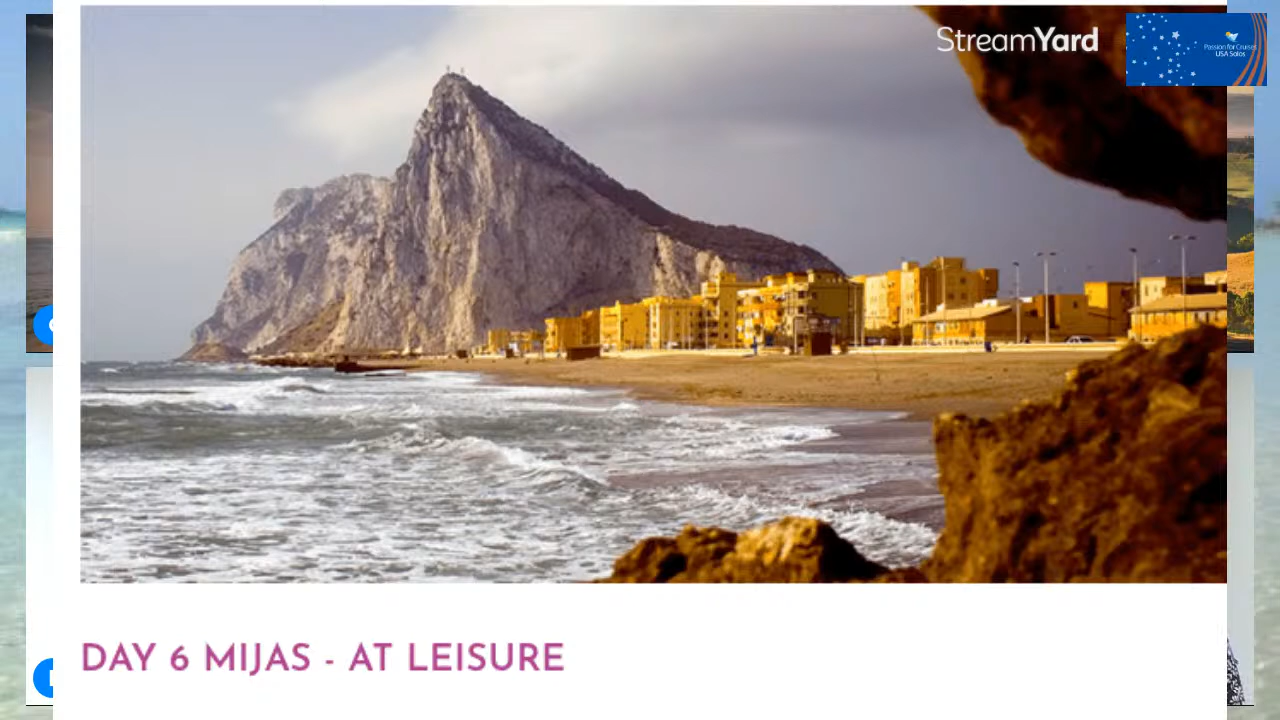 StreamYard
Passion for Cruises
USA Solos
DAY 6 MIJAS - AT LEISURE